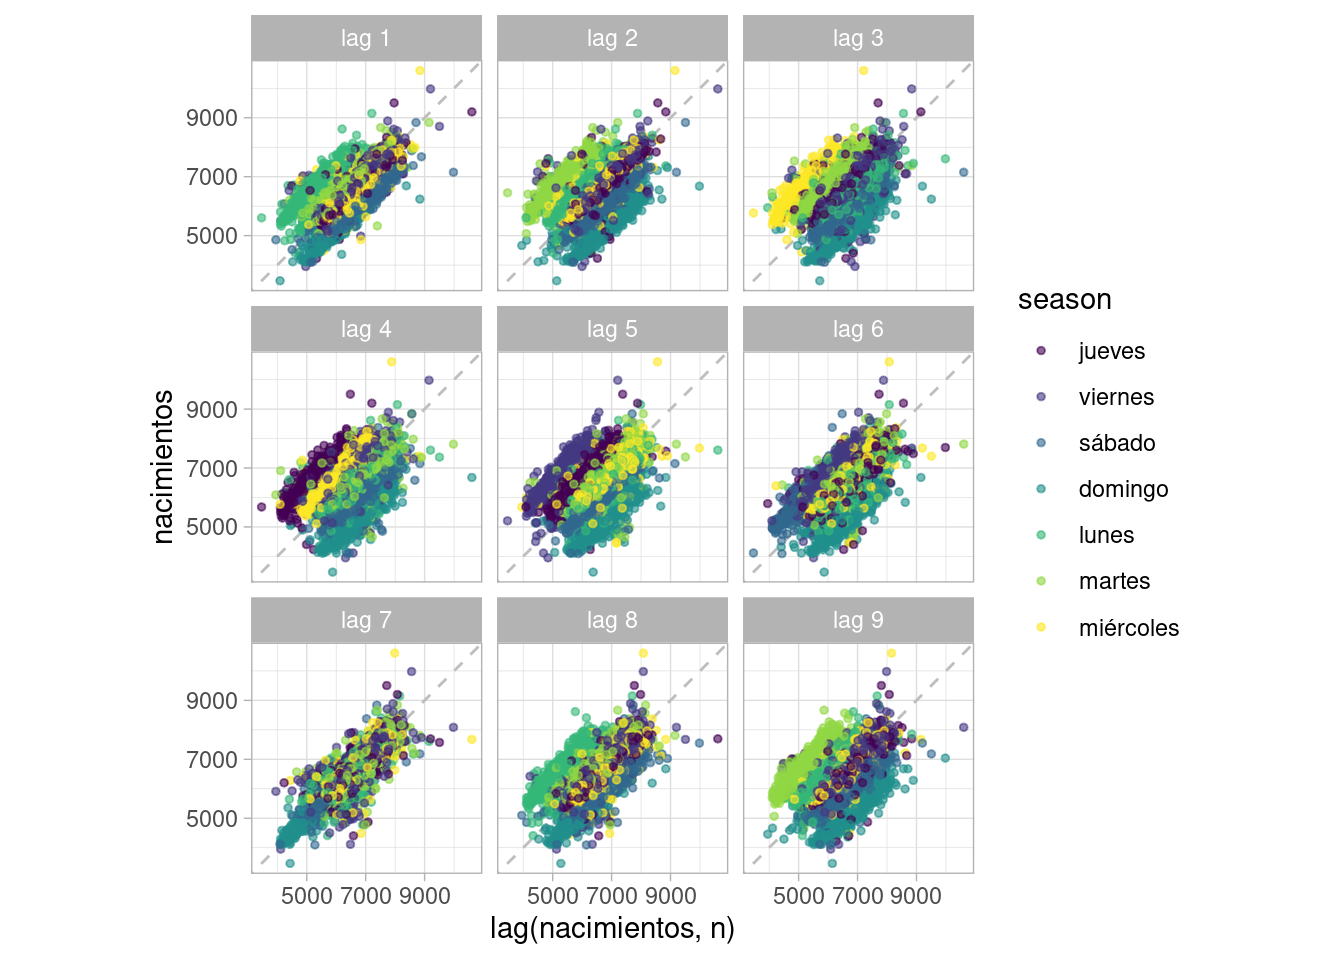 lag 1
lag 2
lag 3
9000
7000
5000
lag 4
lag 5
lag 6
9000
7000
5000
lag 7
lag 8
lag 9
9000
7000
5000
5000 7000 9000
5000 7000 9000
5000 7000 9000
lag(nacimientos, n)
nacimientos
season
jueves
viernes
sábado
domingo
lunes
martes
miércoles